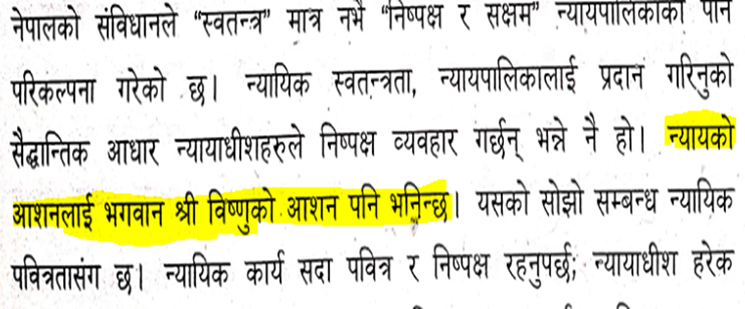 नेपालको संविधानले “स्वतन्त्र” मात्र नभै “निष्पक्ष र सक्षम” न्यायपालिकाको पनि
परिकल्पना गरेको छ। न्यायिक स्वतन्त्रता, न्यायपालिकालाई प्रदान गरिनुको
सैद्धान्तिक आधार न्यायाधीशहरुले निष्पक्ष व्यवहार गर्छन् भन्ने नै हो। न्यायको
आशनलाई भगवान श्री विष्णुको आशन पनि भनिन्छ। यसको सोझो सम्बन्ध न्यायिक
पवित्रतासंग छ। न्यायिक कार्य सदा पवित्र र निष्पक्ष रहनुपर्छ; न्यायाधीश हरेक